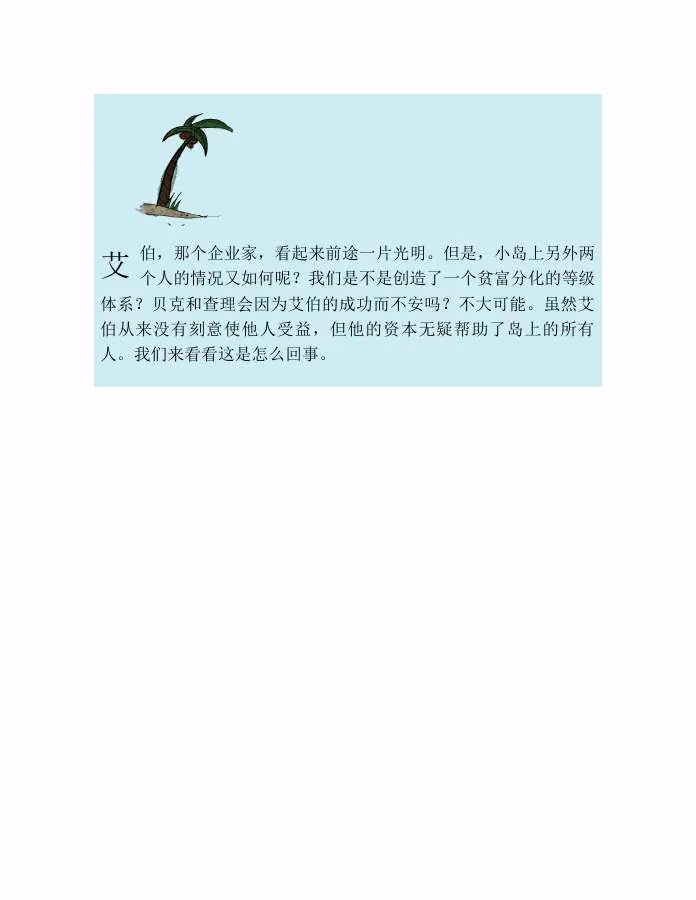 艾伯，那个企业家，看起来前途一片光明。但是，小岛上另外两
个人的情况又如何呢？我们是不是创造了一个贫富分化的等级
体系？贝克和查理会因为艾伯的成功而不安吗？不大可能。虽然艾
伯从来没有刻意使他人受益，但他的资本无疑帮助了岛上的所有
人。我们来看看这是怎么回事。